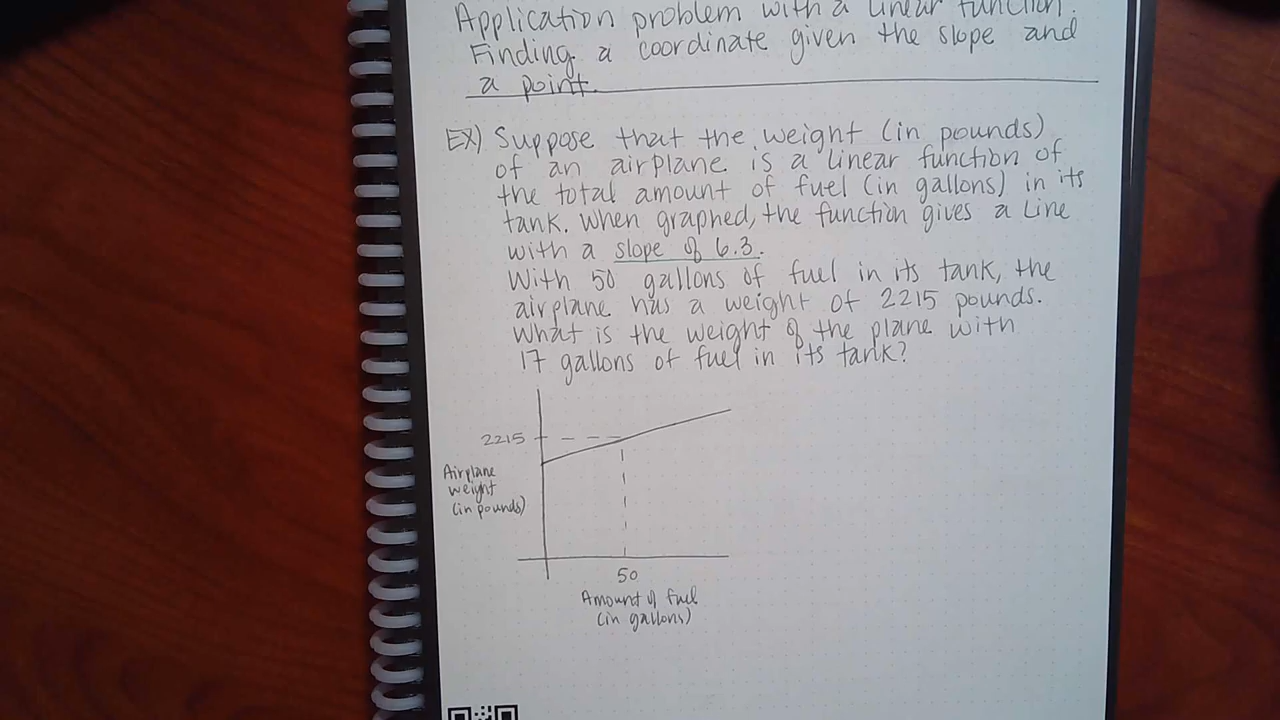 Application problem with a linear function.
Finding a coordinate given the slope and
a point.
EX) Suppose that the weight (in pounds)
of an airplane is a linear function of
the total amount of fuel (in gallons) in its
tank. When graphed, the function gives a line
with a slope of 6.3.
With 50 gallons of fuel in its tank, the
airplane has a weight of 2215 pounds.
What is the weight of the plane with
17 gallons of fuel in its tank?
2215
Airplane
weight
(in pounds)
50
Amount of fuel
(in gallons)